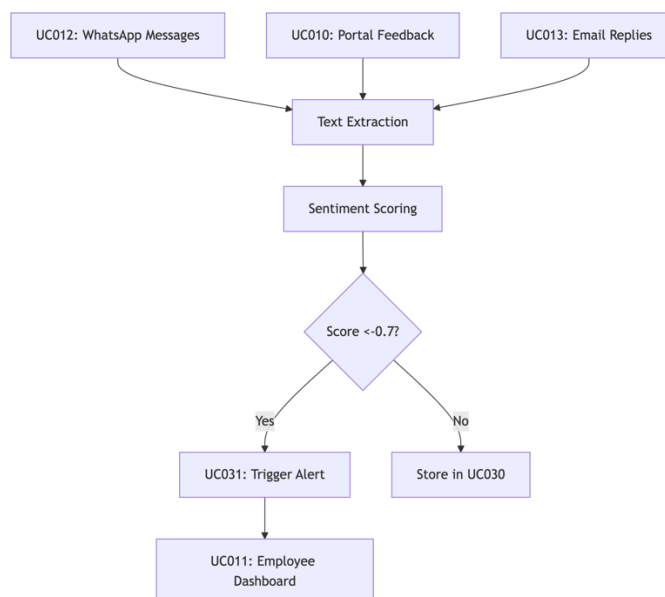 UC012: WhatsApp Messages
UC010: Portal Feedback
UC013: Email Replies
Text Extraction
Sentiment Scoring
Score <-0.7?
Yes
No
UC031: Trigger Alert
Store in UC030
UC011: Employee
Dashboard